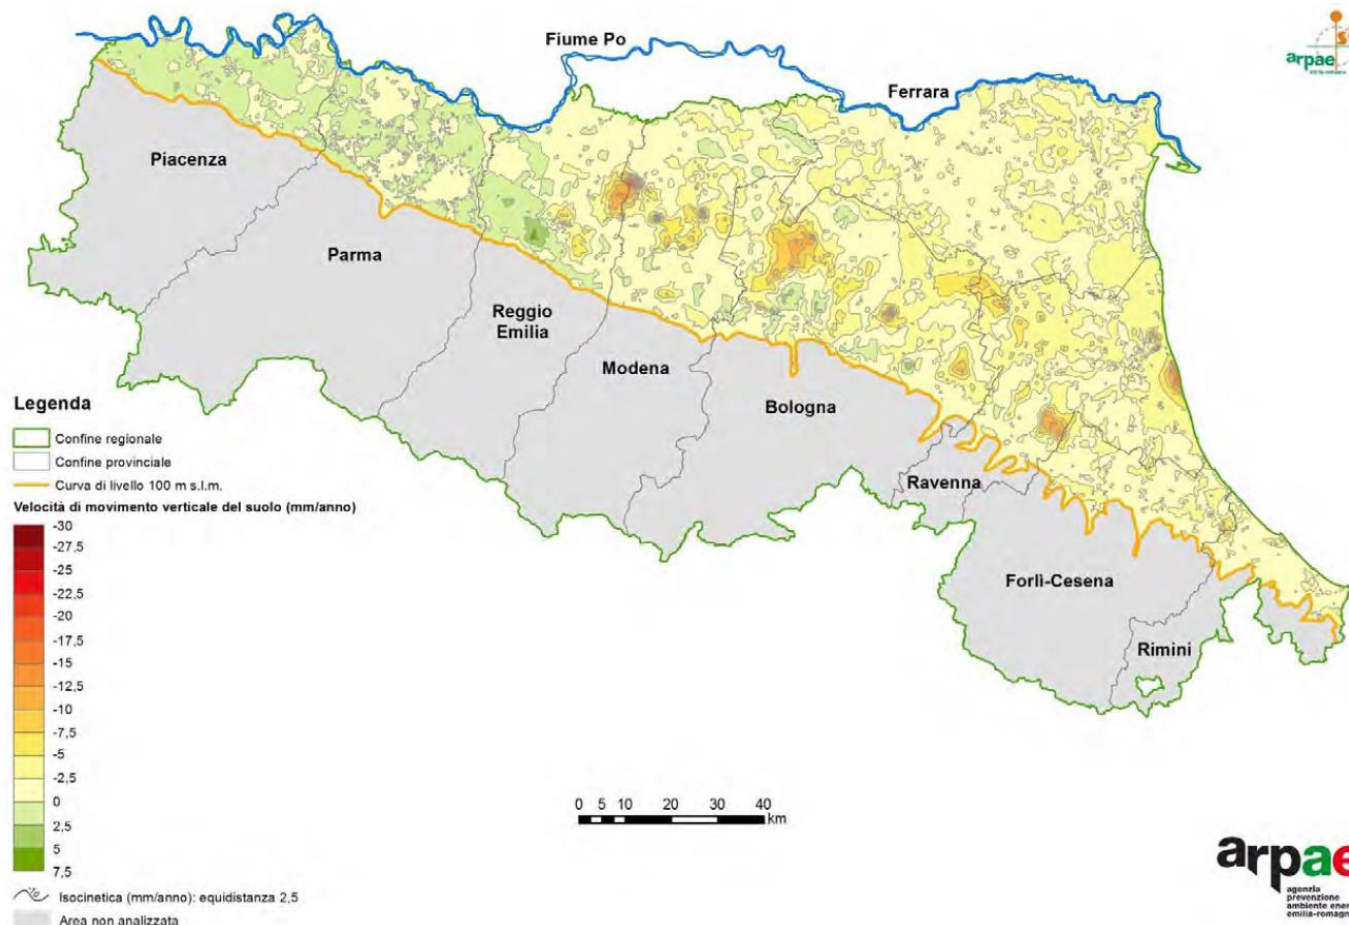 Fiume Po
arpae
Ferrara
Piacenza
Parma
Reggio
Emilia
Modena
Bologna
Ravenna
Forlì-Cesena
Rimini
Legenda
Confine regionale
Confine provinciale
Curva di livello 100 m s.l.m.
Velocità di movimento verticale del suolo (mm/anno)
-30
-27,5
-25
-22,5
-20
-17,5
-15
-12,5
-10
-7,5
-5
-2,5
0
2,5
5
7,5
Isocinetica (mm/anno): equidistanza 2,5
Area non analizzata
0 5 10 20 30 40
km
arpae
agenzia
prevenzione
ambiente ener
emilia-romagn